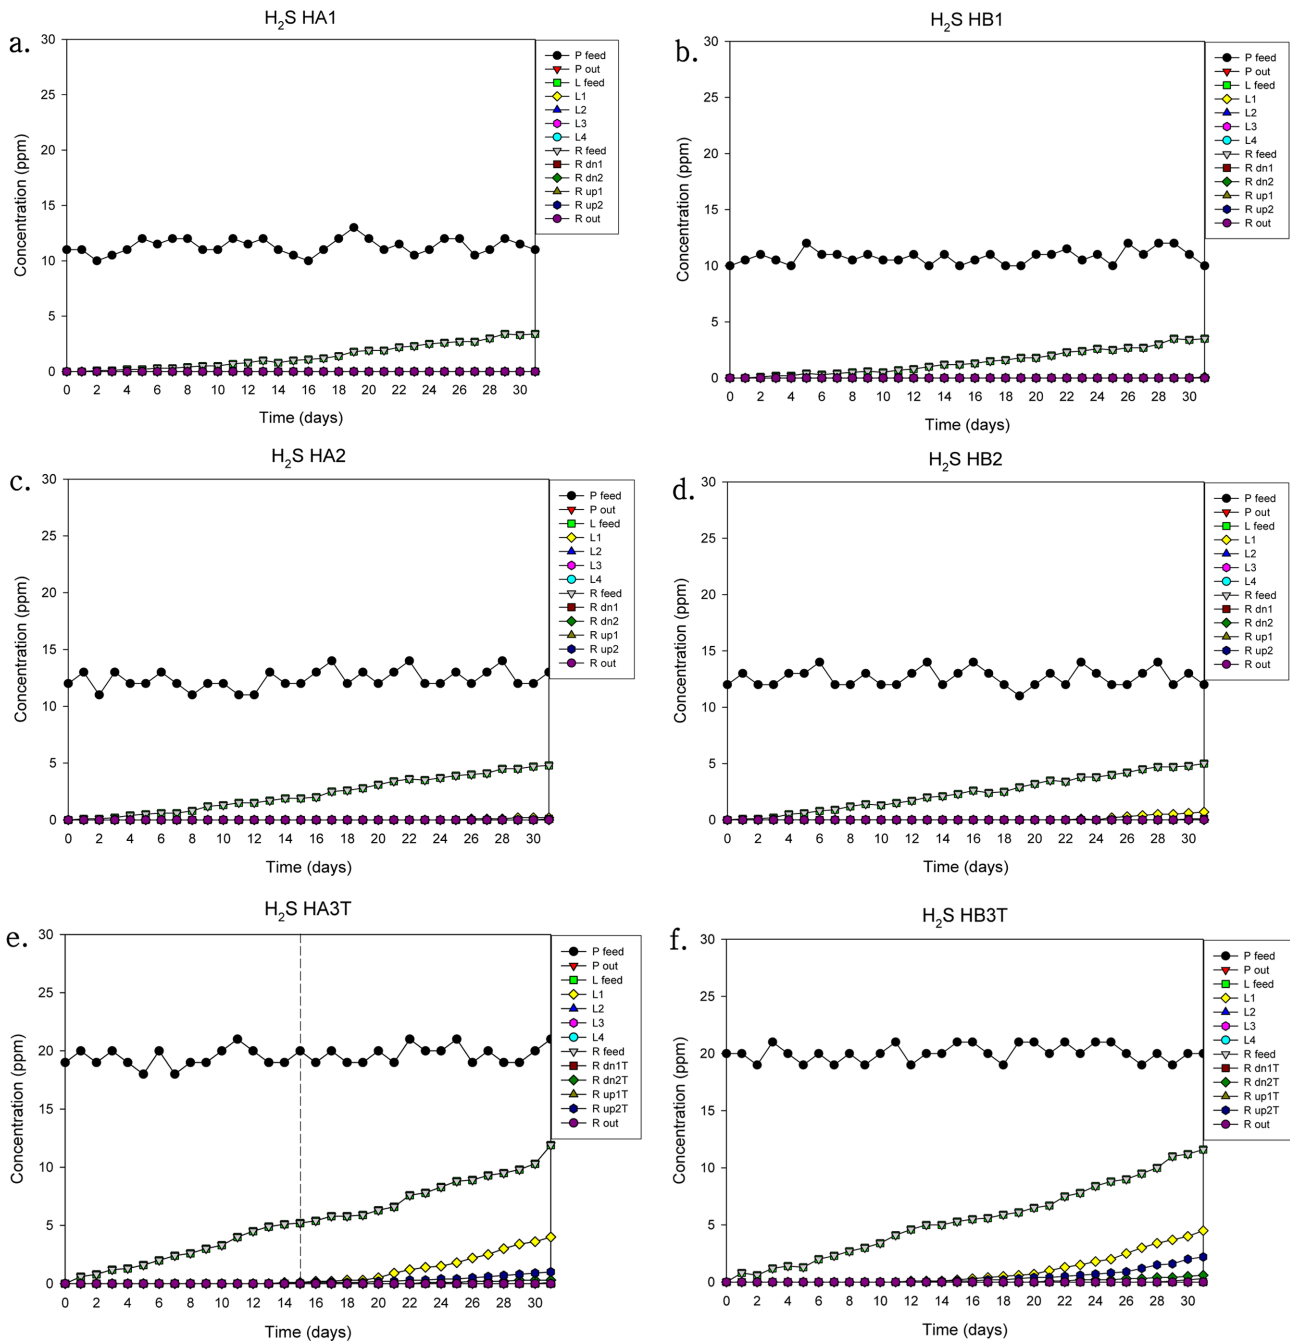 a.
H₂S HA1
30
25
20
15
10
5
0
Concentration (ppm)
0 2 4 6 8 10 12 14 16 18 20 22 24 26 28 30
Time (days)
P feed
P out
L feed
L1
L2
L3
L4
R feed
R dn1
R dn2
R up1
R up2
R out
b.
H₂S HB1
30
25
20
15
10
5
0
Concentration (ppm)
0 2 4 6 8 10 12 14 16 18 20 22 24 26 28 30
Time (days)
P feed
P out
L feed
L1
L2
L3
L4
R feed
R dn1
R dn2
R up1
R up2
R out
c.
H₂S HA2
30
25
20
15
10
5
0
Concentration (ppm)
0 2 4 6 8 10 12 14 16 18 20 22 24 26 28 30
Time (days)
P feed
P out
L feed
L1
L2
L3
L4
R feed
R dn1
R dn2
R up1
R up2
R out
d.
H₂S HB2
30
25
20
15
10
5
0
Concentration (ppm)
0 2 4 6 8 10 12 14 16 18 20 22 24 26 28 30
Time (days)
P feed
P out
L feed
L1
L2
L3
L4
R feed
R dn1
R dn2
R up1
R up2
R out
e.
H₂S HA3T
30
25
20
15
10
5
0
Concentration (ppm)
0 2 4 6 8 10 12 14 16 18 20 22 24 26 28 30
Time (days)
P feed
P out
L feed
L1
L2
L3
L4
R feed
R dn1T
R dn2T
R up1T
R up2T
R out
f.
H₂S HB3T
30
25
20
15
10
5
0
Concentration (ppm)
0 2 4 6 8 10 12 14 16 18 20 22 24 26 28 30
Time (days)
P feed
P out
L feed
L1
L2
L3
L4
R feed
R dn1T
R dn2T
R up1T
R up2T
R out